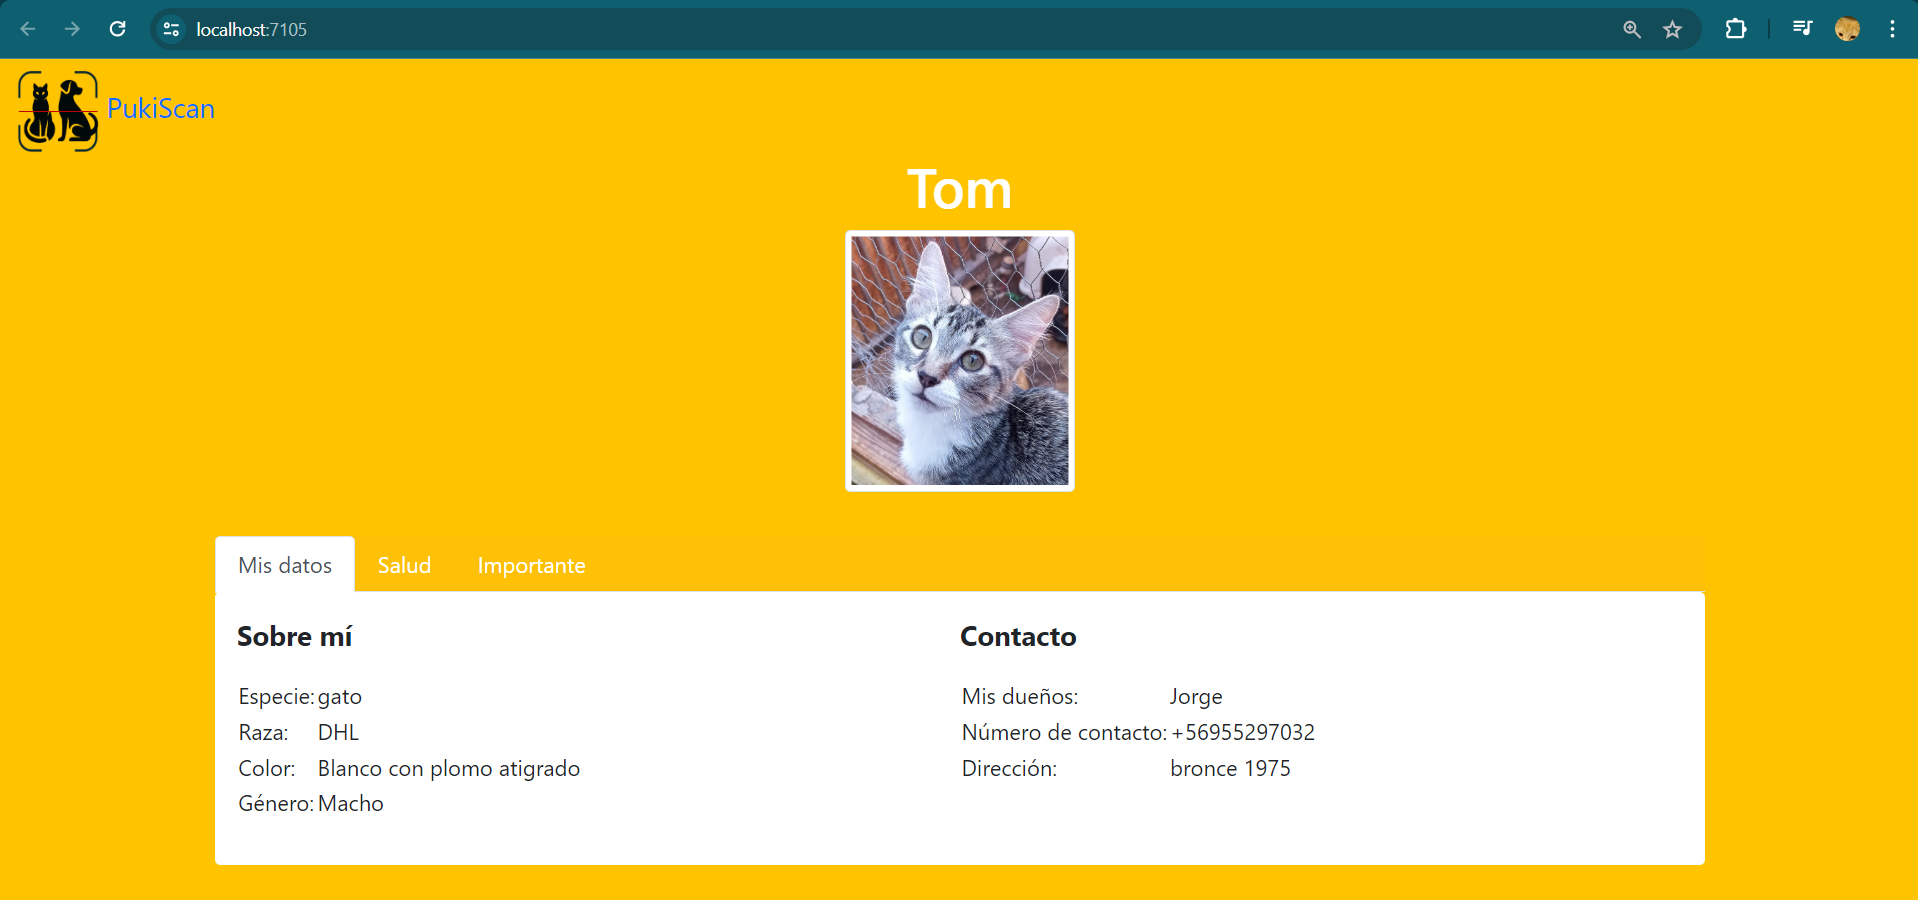 localhost:7105
PukiScan
Tom
Mis datos Salud Importante
Sobre mí
Especie: gato
Raza: DHL
Color: Blanco con plomo atigrado
Género: Macho
Contacto
Mis dueños: Jorge
Número de contacto: +56955297032
Dirección: bronce 1975